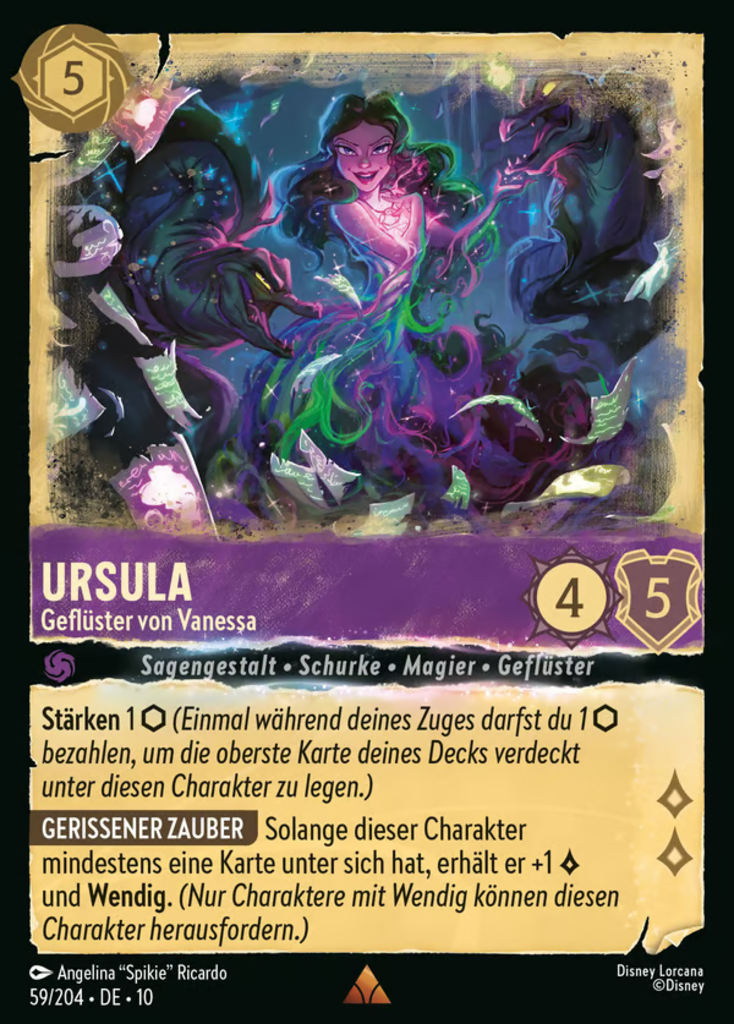 5
URSULA
Geflüster von Vanessa
4
5
Sagengestalt • Schurke • Magier • Geflüster
Stärken 1 ⬡ (Einmal während deines Zuges darfst du 1 ⬡
bezahlen, um die oberste Karte deines Decks verdeckt
unter diesen Charakter zu legen.)
GERISSENER ZAUBER Solange dieser Charakter
mindestens eine Karte unter sich hat, erhält er +1 ◊
und Wendig. (Nur Charaktere mit Wendig können diesen
Charakter herausfordern.)
Angelina “Spikie” Ricardo
59/204 • DE • 10
Disney Lorcana
©Disney